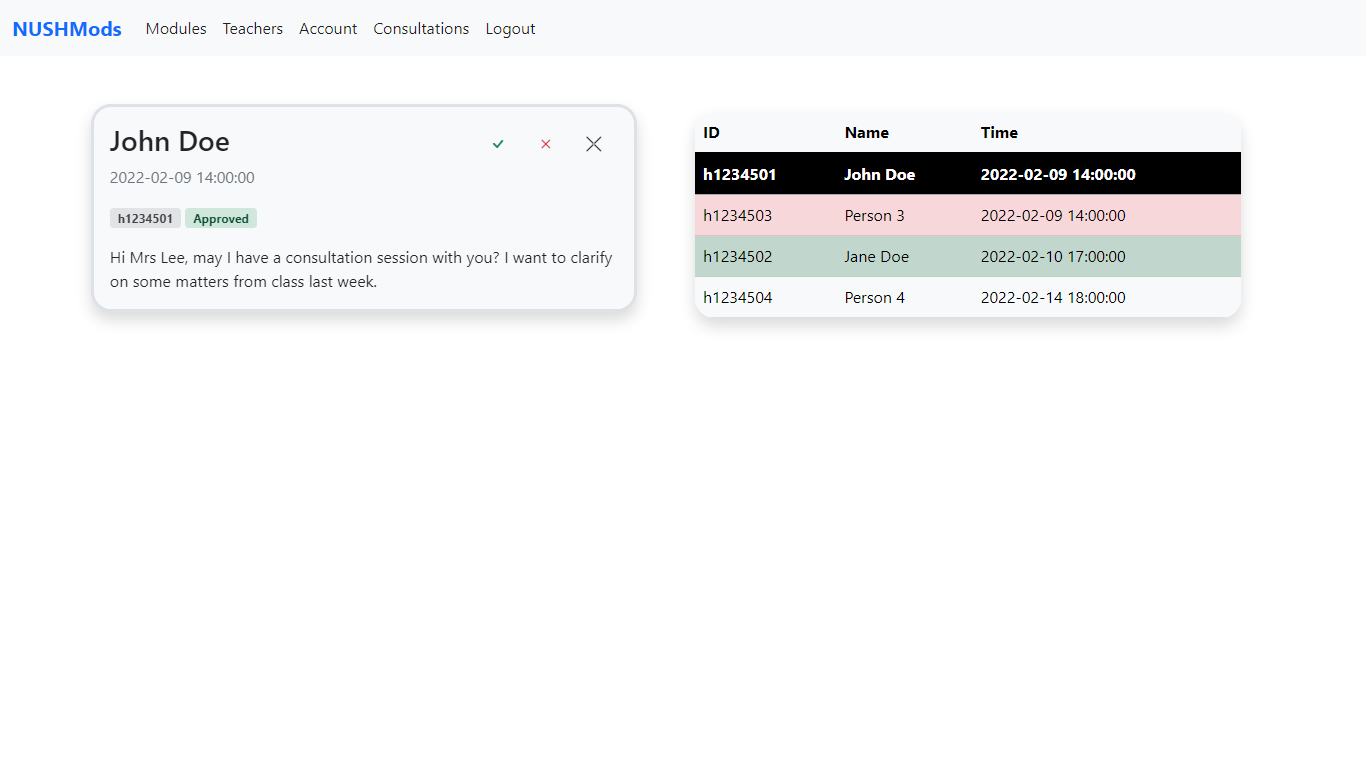 NUSHMods Modules Teachers Account Consultations Logout
John Doe
2022-02-09 14:00:00
h1234501 Approved
Hi Mrs Lee, may I have a consultation session with you? I want to clarify
on some matters from class last week.
ID Name Time
h1234501 John Doe 2022-02-09 14:00:00
h1234503 Person 3 2022-02-09 14:00:00
h1234502 Jane Doe 2022-02-10 17:00:00
h1234504 Person 4 2022-02-14 18:00:00